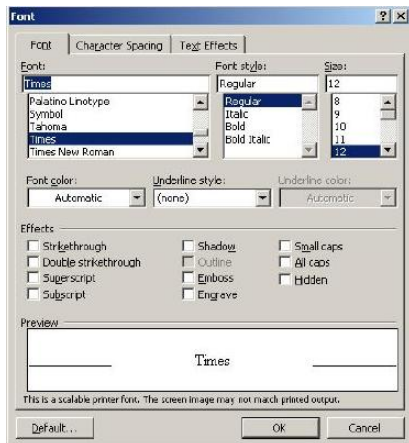 Font
Font Character Spacing Text Effects
Font: Font style: Size:
Times Regular 12
Palatino Linotype Regular 8
Symbol Italic 9
Tahoma Bold 10
Times Bold Italic 11
Times New Roman 12
Font color: Underline style: Underline color:
Automatic (none) Automatic
Effects
Strikethrough Shadow Small caps
Double strikethrough Outline All caps
Superscript Emboss Hidden
Subscript Engrave
Preview
Times
This is a scalable printer font. The screen image may not match printed output.
Default... OK Cancel